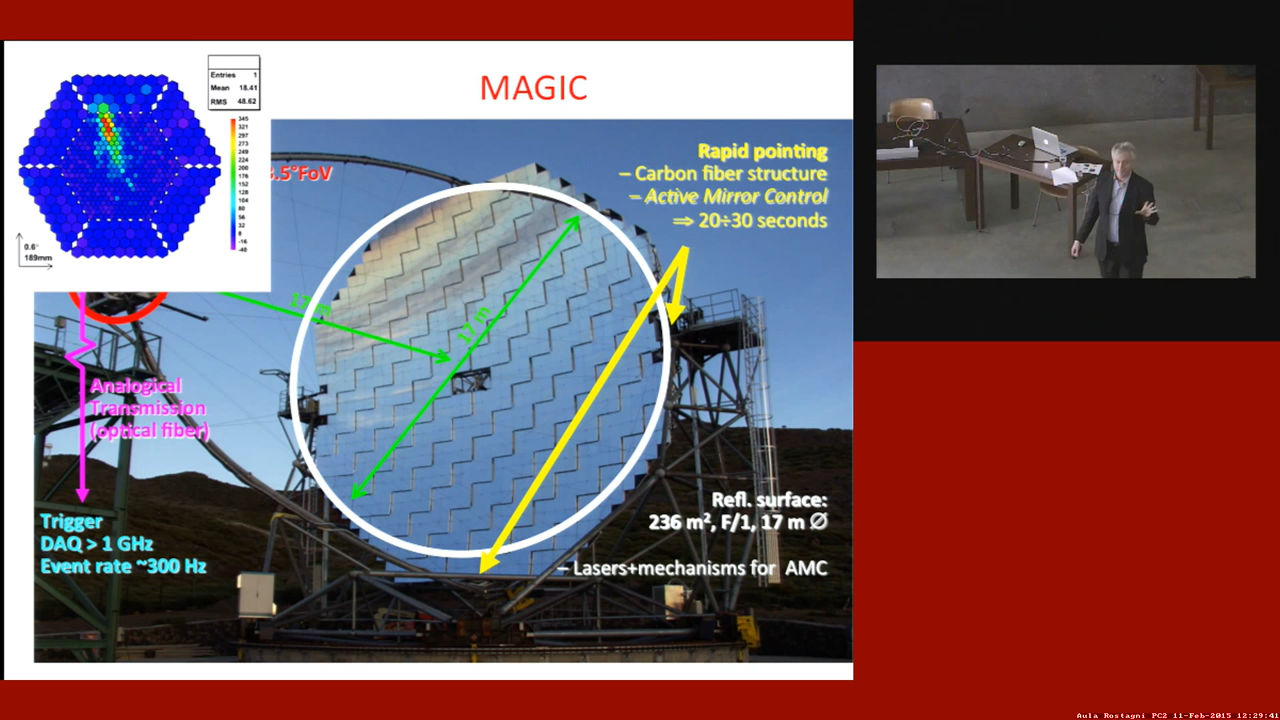 MAGIC
Entries 1
Mean 18.41
RMS 48.62
345
321
297
273
249
224
200
176
152
128
104
80
56
32
8
-16
-40
0.6°
189mm
.5°FoV
Rapid pointing
– Carbon fiber structure
– Active Mirror Control
⇒ 20÷30 seconds
17 m
17 m
Analogical
Transmission
(optical fiber)
Trigger
DAQ > 1 GHz
Event rate ~300 Hz
Refl. surface:
236 m², F/1, 17 m ∅
– Lasers+mechanisms for AMC
Aula Rostagni PC2 11-Feb-2015 12:29:41